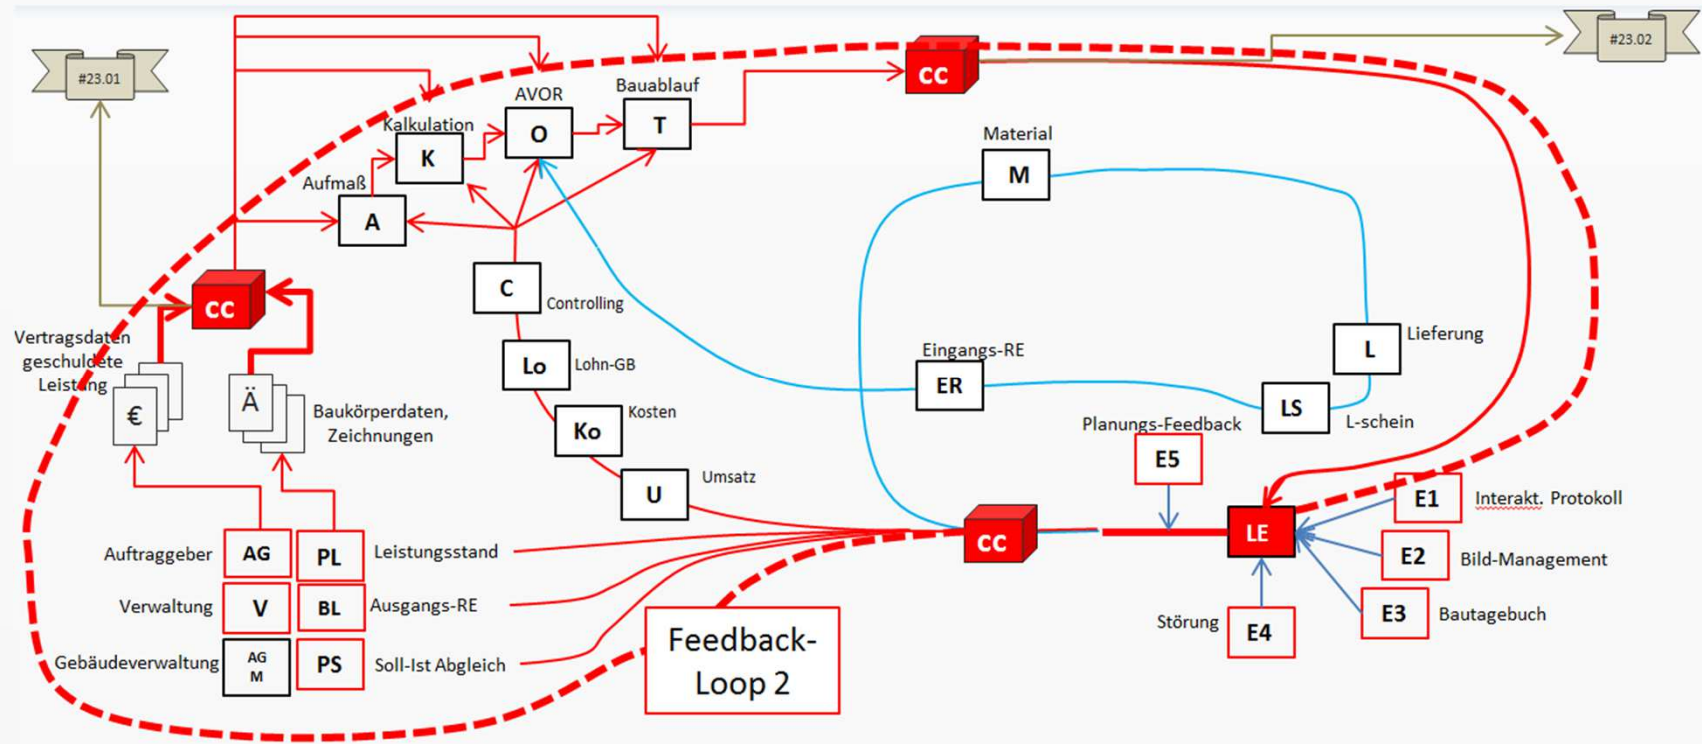 #23.01
#23.02
CC
Bauablauf
AVOR
T
O
Kalkulation
K
Aufmaß
A
Material
M
CC
C
Controlling
Vertragsdaten
geschuldete
Leistung
€
Ä
Baukörperdaten,
Zeichnungen
Lo
Lohn-GB
Ko
Kosten
U
Umsatz
Eingangs-RE
ER
Lieferung
L
LS
L-schein
Planungs-Feedback
E5
E1
Interakt. Protokoll
LE
E2
Bild-Management
E3
Bautagebuch
Störung
E4
CC
Auftraggeber
AG
PL
Leistungsstand
Verwaltung
V
BL
Ausgangs-RE
Gebäudeverwaltung
AG
M
PS
Soll-Ist Abgleich
Feedback-
Loop 2